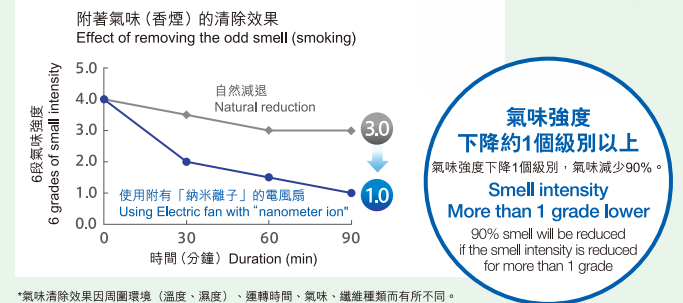 附著氣味（香煙）的清除效果
Effect of removing the odd smell (smoking)
6段氣味強度
6 grades of small intensity
5.0
4.0
3.0
2.0
1.0
0.0
自然減退
Natural reduction
3.0
使用附有「納米離子」的電風扇
Using Electric fan with “nanometer ion"
1.0
0
30
60
90
時間（分鐘）Duration (min)
氣味強度
下降約1個級別以上
氣味強度下降1個級別，氣味減少90%。
Smell intensity
More than 1 grade lower
90% smell will be reduced
if the smell intensity is reduced
for more than 1 grade
*氣味清除效果因周圍環境（溫度、濕度）、運轉時間、氣味、纖維種類而有所不同。